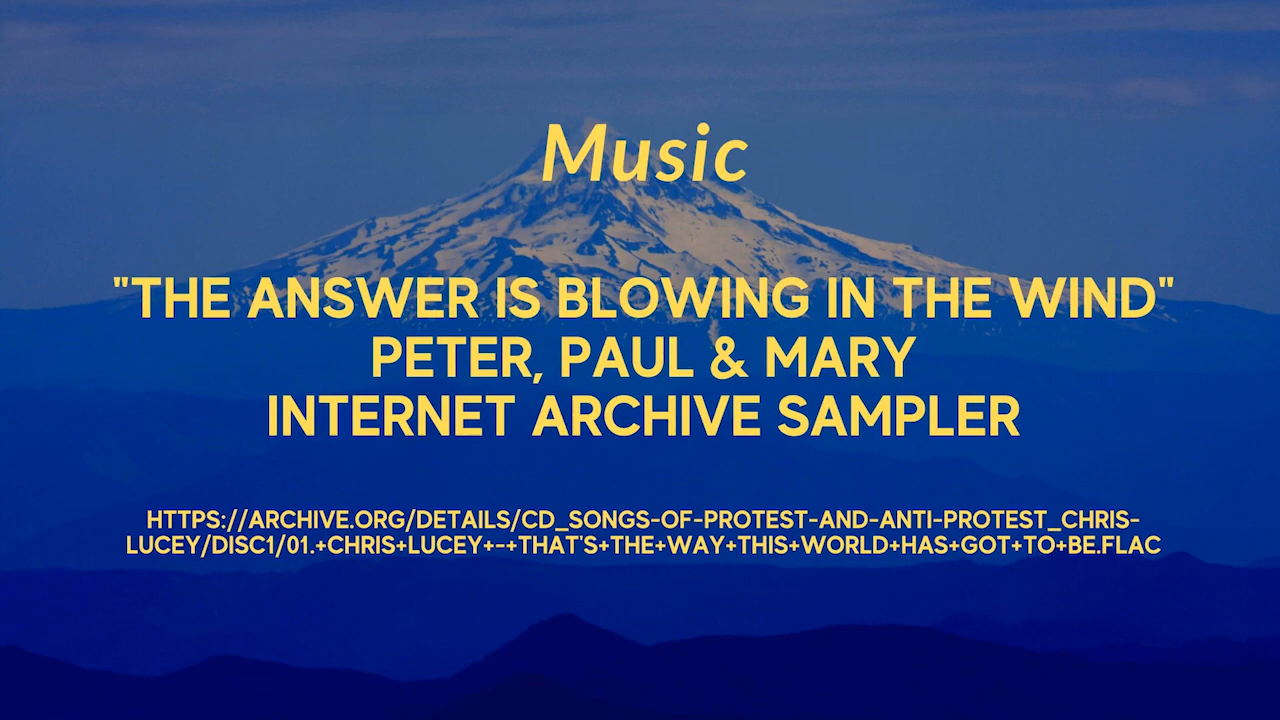 Music
"THE ANSWER IS BLOWING IN THE WIND"
PETER, PAUL & MARY
INTERNET ARCHIVE SAMPLER
HTTPS://ARCHIVE.ORG/DETAILS/CD_SONGS-OF-PROTEST-AND-ANTI-PROTEST_CHRIS-
LUCEY/DISC1/01.+CHRIS+LUCEY+-+THAT'S+THE+WAY+THIS+WORLD+HAS+GOT+TO+BE.FLAC